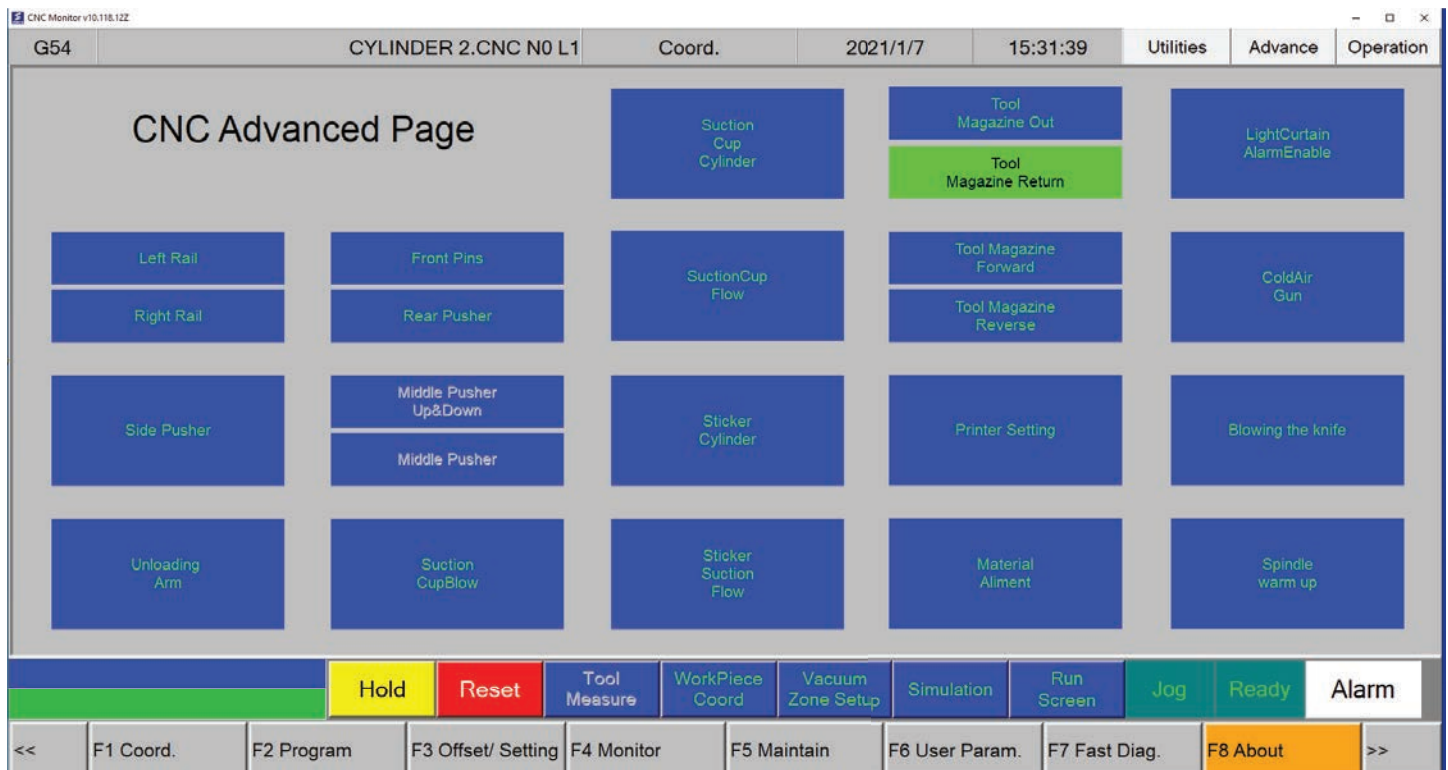 CNC Monitor v10.118.12Z
G54
CYLINDER 2.CNC N0 L1
Coord.
2021/1/7
15:31:39
Utilities
Advance
Operation
CNC Advanced Page
Suction
Cup
Cylinder
Tool
Magazine Out
Tool
Magazine Return
LightCurtain
AlarmEnable
Left Rail
Right Rail
Front Pins
Rear Pusher
SuctionCup
Flow
Tool Magazine
Forward
Tool Magazine
Reverse
ColdAir
Gun
Side Pusher
Middle Pusher
Up&Down
Middle Pusher
Sticker
Cylinder
Printer Setting
Blowing the knife
Unloading
Arm
Suction
CupBlow
Sticker
Suction
Flow
Material
Aliment
Spindle
warm up
Hold
Reset
Tool
Measure
WorkPiece
Coord
Vacuum
Zone Setup
Simulation
Run
Screen
Jog
Ready
Alarm
<<
F1 Coord.
F2 Program
F3 Offset/ Setting
F4 Monitor
F5 Maintain
F6 User Param.
F7 Fast Diag.
F8 About
>>